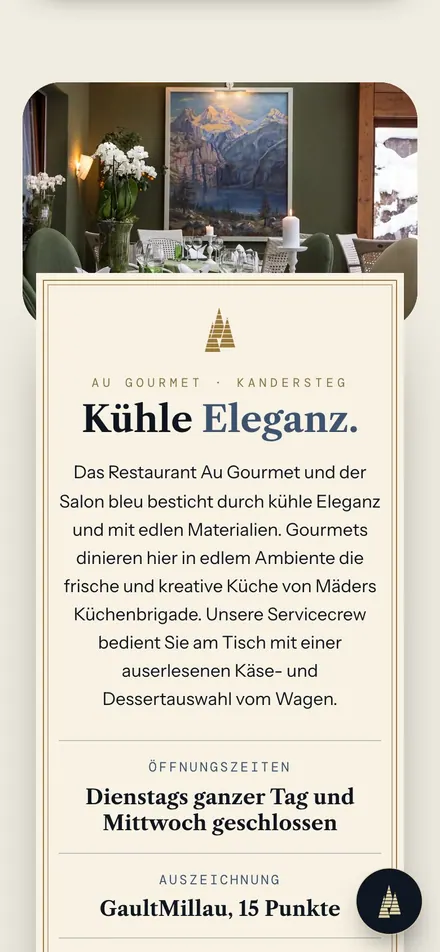 AU GOURMET · KANDERSTEG
Kühle Eleganz.
Das Restaurant Au Gourmet und der
Salon bleu besticht durch kühle Eleganz
und mit edlen Materialien. Gourmets
dinieren hier in edlem Ambiente die
frische und kreative Küche von Mäders
Küchenbrigade. Unsere Servicecrew
bedient Sie am Tisch mit einer
auserlesenen Käse- und
Dessertauswahl vom Wagen.
ÖFFNUNGSZEITEN
Dienstags ganzer Tag und
Mittwoch geschlossen
AUSZEICHNUNG
GaultMillau, 15 Punkte